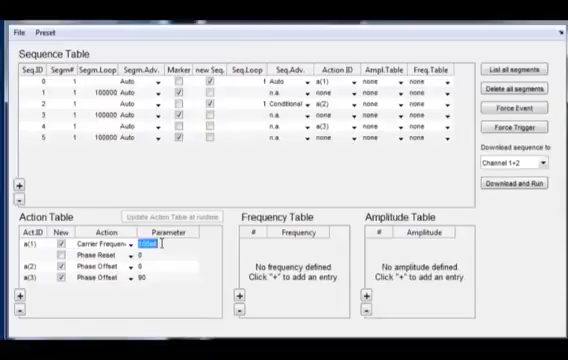 File Preset
Sequence Table
Seq.ID Segm# Segm.Loop Segm.Adv. Marker new Seq. Seq.Loop Seq.Adv. Action ID Ampl.Table Freq.Table
0 1 Auto 1 Auto a(1) none none
1 1 100000 Auto n.a. none none none
2 1 Auto 1 Conditional a(2) none none
3 1 100000 Auto n.a. none none none
4 1 Auto n.a. a(3) none none
5 1 100000 Auto n.a. none none none
+
-
List all segments
Delete all segments
Force Event
Force Trigger
Download sequence to
Channel 1+2
Download and Run
Action Table Update Action Table at runtime
Act.ID New Action Parameter
a(1) Carrier Frequen
Phase Reset 0
a(2) Phase Offset 0
a(3) Phase Offset 90
+
-
Frequency Table
# Frequency
No frequency defined.
Click "+" to add an entry.
+
-
Amplitude Table
# Amplitude
No amplitude defined.
Click "+" to add an entry.
+
-